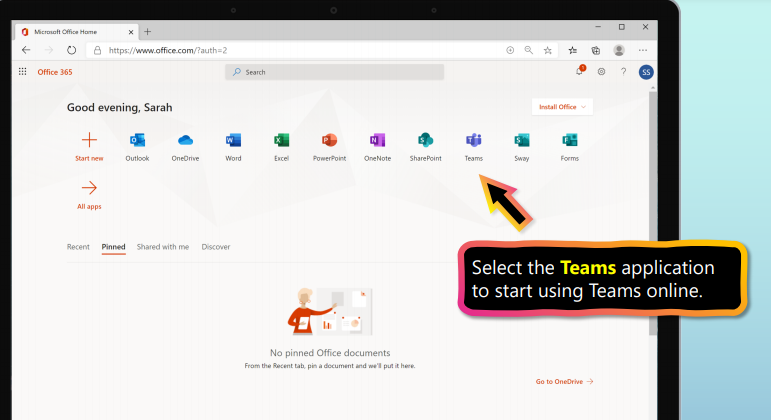 Microsoft Office Home
https://www.office.com/?auth=2
Office 365
Search
?
SS
Good evening, Sarah
Install Office
Start new
Outlook
OneDrive
Word
Excel
PowerPoint
OneNote
SharePoint
Teams
Sway
Forms
All apps
Recent Pinned Shared with me Discover
Select the Teams application
to start using Teams online.
No pinned Office documents
From the Recent tab, pin a document and we'll put it here.
Go to OneDrive →